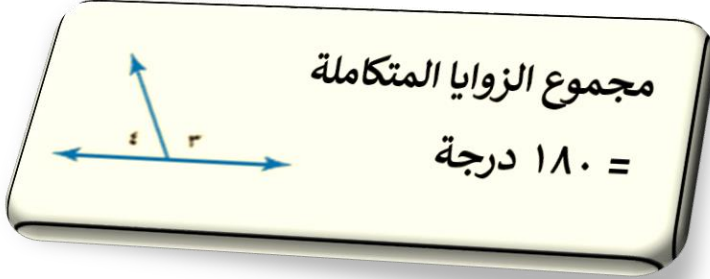 مجموع الزوايا المتكاملة
= ١٨٠ درجة
٤ ٣